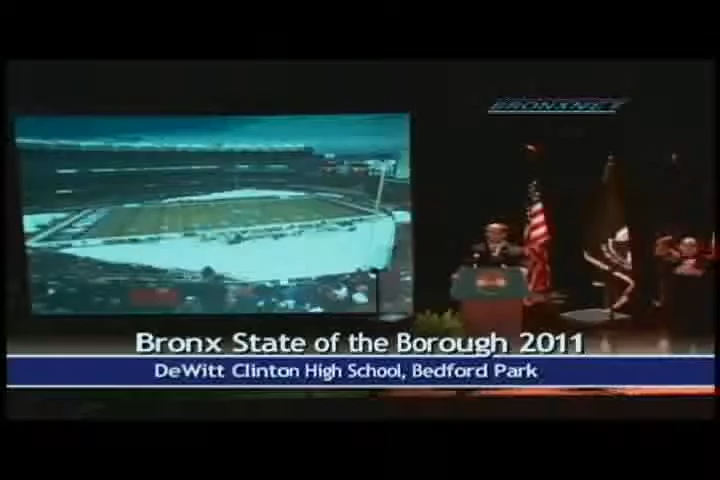 BRONXNET
Bronx State of the Borough 2011
DeWitt Clinton High School, Bedford Park